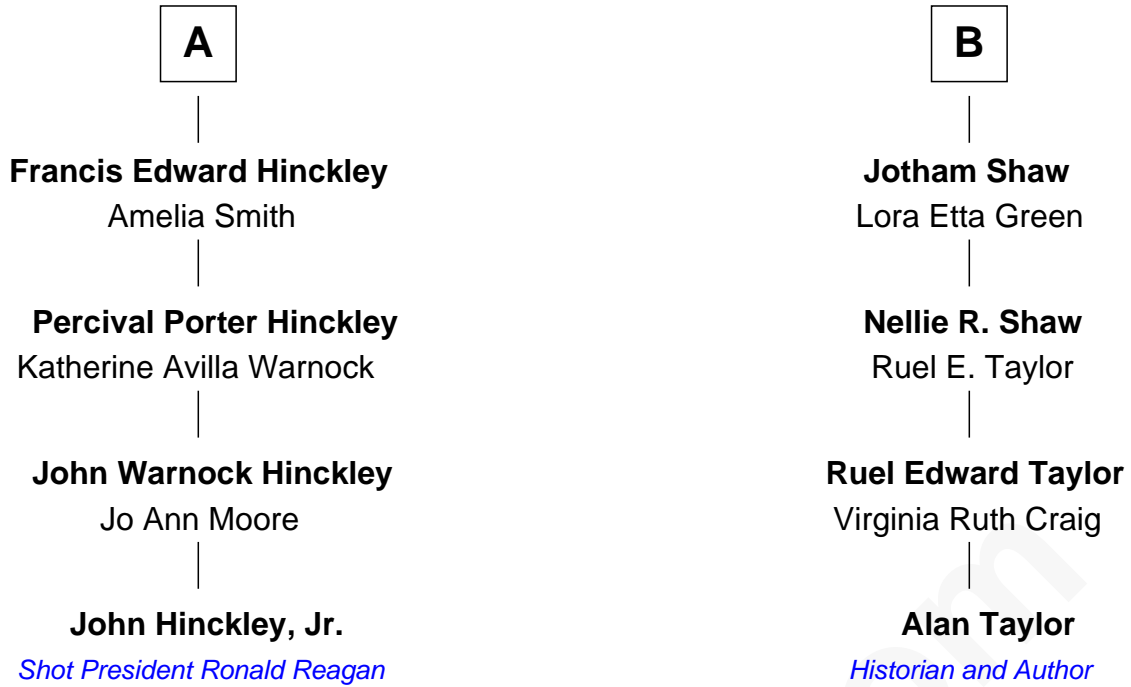 A
Francis Edward Hinckley
Amelia Smith
Percival Porter Hinckley
Katherine Avilla Warnock
John Warnock Hinckley
Jo Ann Moore
John Hinckley, Jr.
Shot President Ronald Reagan
B
Jotham Shaw
Lora Etta Green
Nellie R. Shaw
Ruel E. Taylor
Ruel Edward Taylor
Virginia Ruth Craig
Alan Taylor
Historian and Author